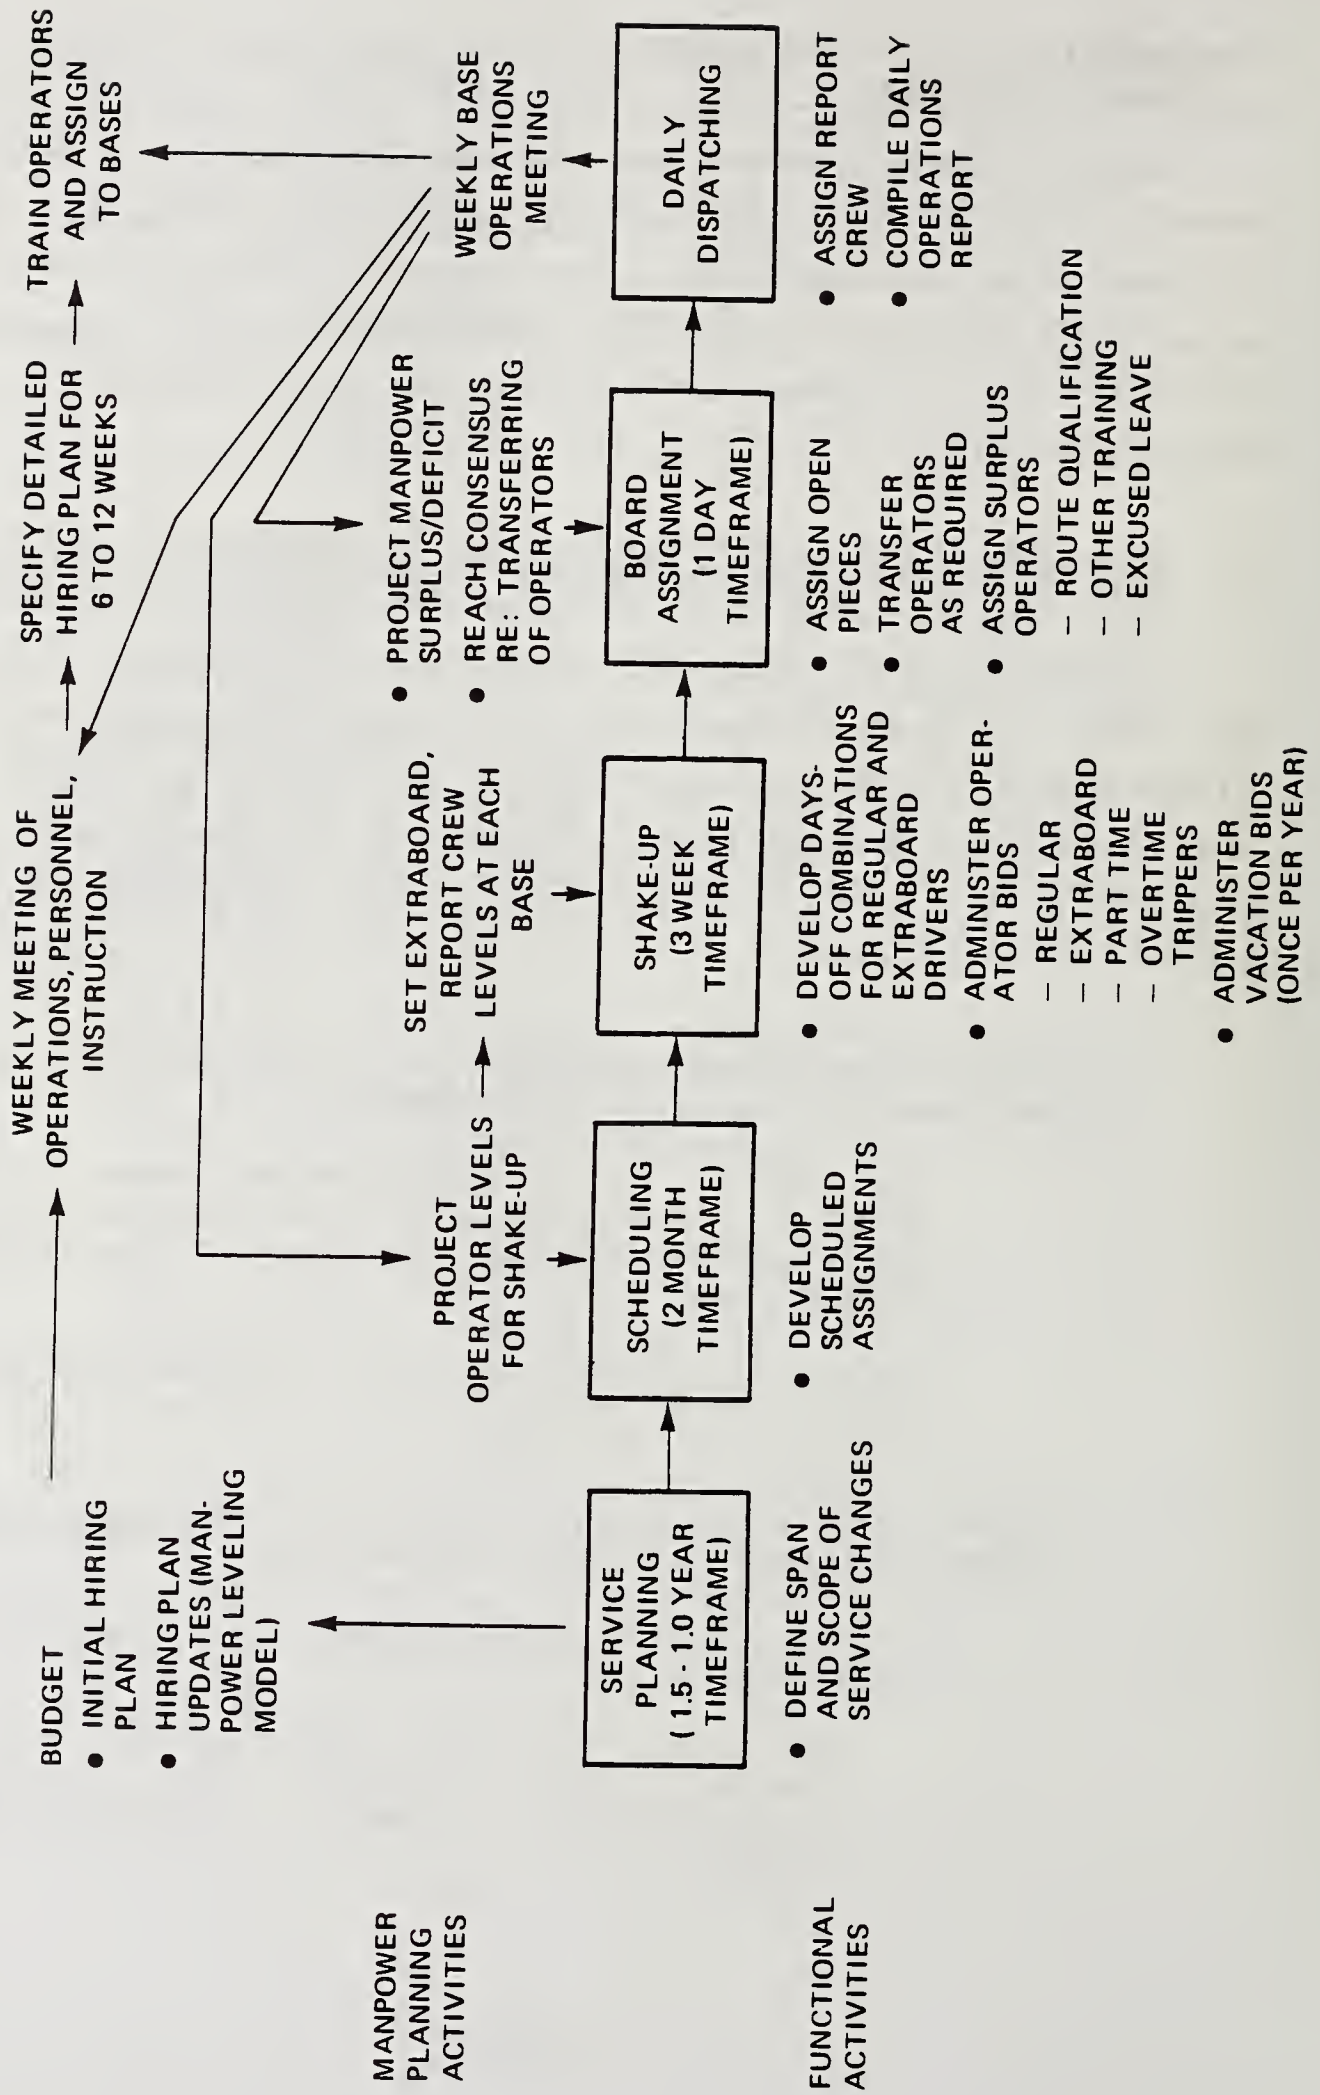 BUDGET
● INITIAL HIRING
PLAN
● HIRING PLAN
UPDATES (MAN-
POWER LEVELING
MODEL)
WEEKLY MEETING OF
OPERATIONS, PERSONNEL,
INSTRUCTION
SPECIFY DETAILED
HIRING PLAN FOR
6 TO 12 WEEKS
TRAIN OPERATORS
AND ASSIGN
TO BASES
MANPOWER
PLANNING
ACTIVITIES
PROJECT
OPERATOR LEVELS
FOR SHAKE-UP
SET EXTRABOARD,
REPORT CREW
LEVELS AT EACH
BASE
● PROJECT MANPOWER
SURPLUS/DEFICIT
● REACH CONSENSUS
RE: TRANSFERRING
OF OPERATORS
WEEKLY BASE
OPERATIONS
MEETING
SERVICE
PLANNING
(1.5 - 1.0 YEAR
TIMEFRAME)
SCHEDULING
(2 MONTH
TIMEFRAME)
SHAKE-UP
(3 WEEK
TIMEFRAME)
BOARD
ASSIGNMENT
(1 DAY
TIMEFRAME)
DAILY
DISPATCHING
FUNCTIONAL
ACTIVITIES
● DEFINE SPAN
AND SCOPE OF
SERVICE CHANGES
● DEVELOP
SCHEDULED
ASSIGNMENTS
● DEVELOP DAYS-
OFF COMBINATIONS
FOR REGULAR AND
EXTRABOARD
DRIVERS
● ADMINISTER OPER-
ATOR BIDS
– REGULAR
– EXTRABOARD
– PART TIME
– OVERTIME
TRIPPERS
● ADMINISTER
VACATION BIDS
(ONCE PER YEAR)
● ASSIGN OPEN
PIECES
● TRANSFER
OPERATORS
AS REQUIRED
● ASSIGN SURPLUS
OPERATORS
– ROUTE QUALIFICATION
– OTHER TRAINING
– EXCUSED LEAVE
● ASSIGN REPORT
CREW
● COMPILE DAILY
OPERATIONS
REPORT